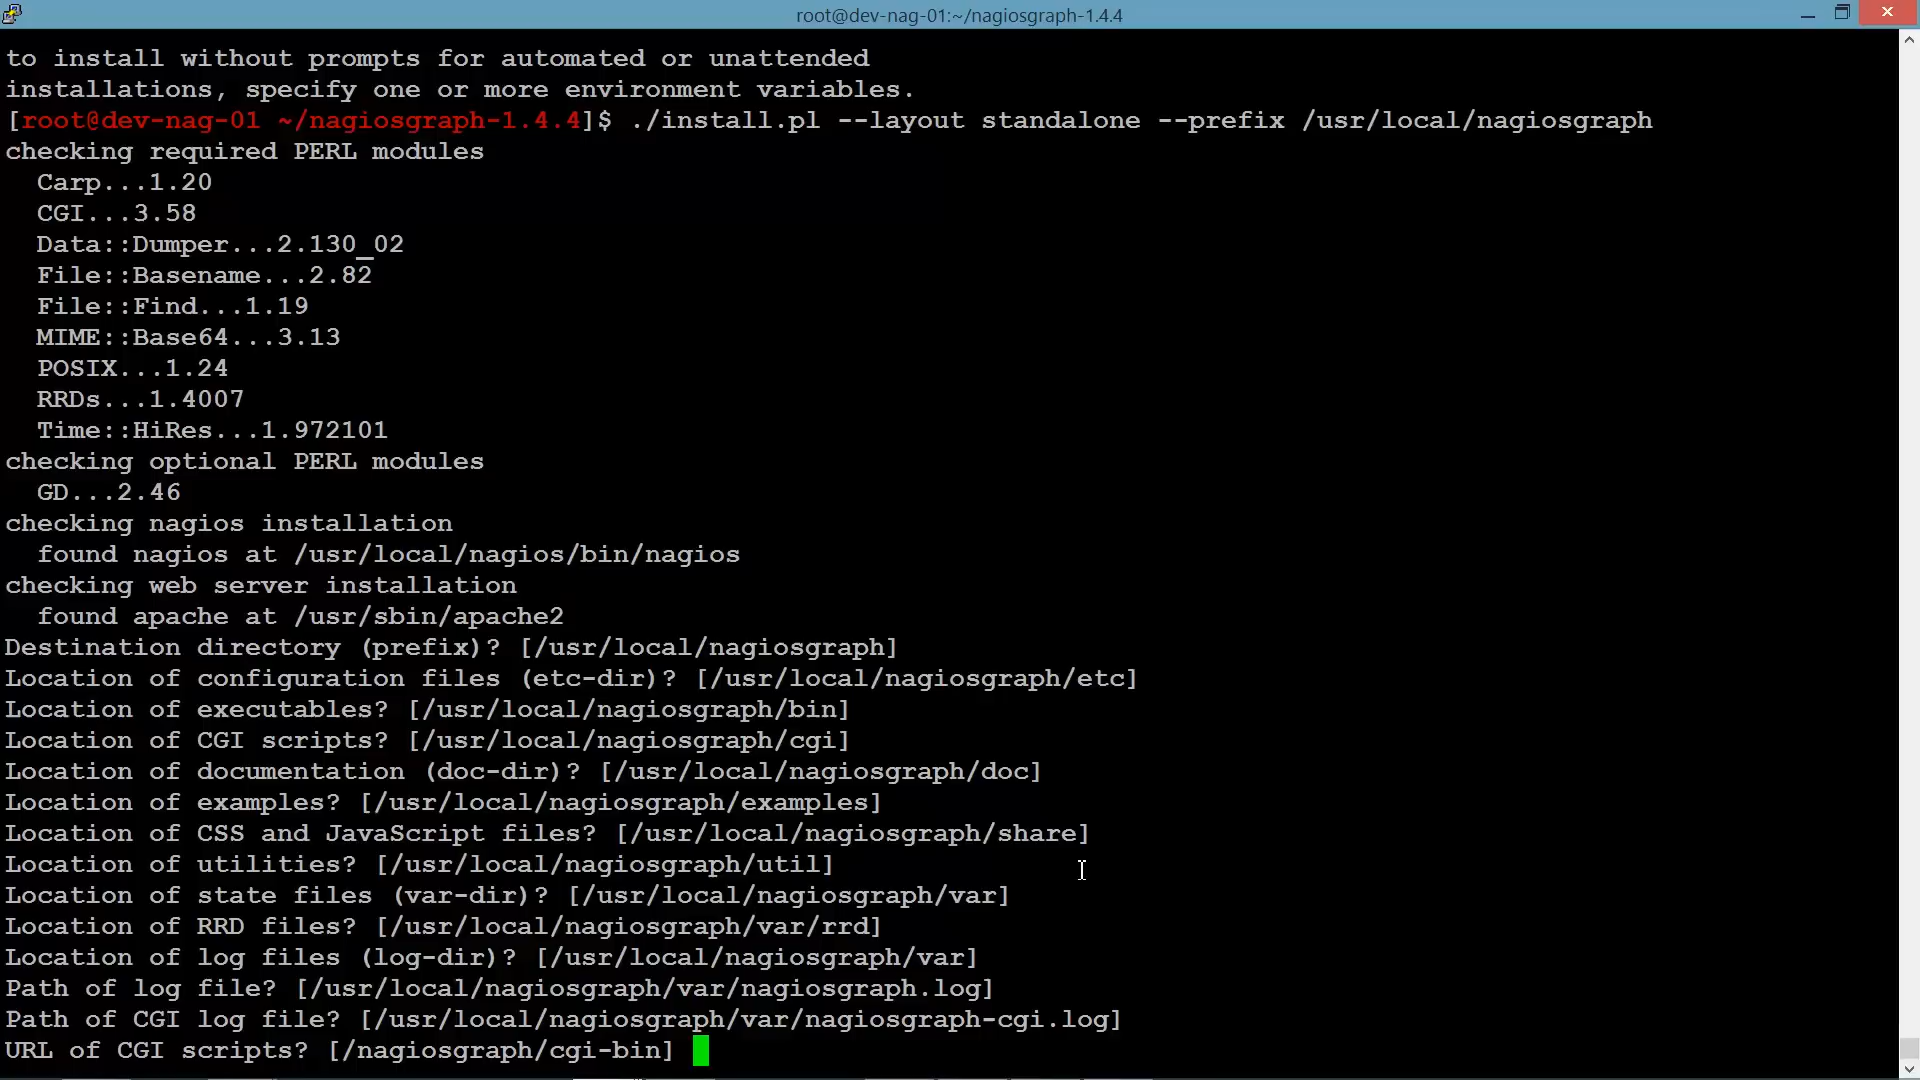 root@dev-nag-01:~/nagiosgraph-1.4.4
to install without prompts for automated or unattended
installations, specify one or more environment variables.
[root@dev-nag-01 ~/nagiosgraph-1.4.4]$ ./install.pl --layout standalone --prefix /usr/local/nagiosgraph
checking required PERL modules
  Carp...1.20
  CGI...3.58
  Data::Dumper...2.130_02
  File::Basename...2.82
  File::Find...1.19
  MIME::Base64...3.13
  POSIX...1.24
  RRDs...1.4007
  Time::HiRes...1.972101
checking optional PERL modules
  GD...2.46
checking nagios installation
  found nagios at /usr/local/nagios/bin/nagios
checking web server installation
  found apache at /usr/sbin/apache2
Destination directory (prefix)? [/usr/local/nagiosgraph]
Location of configuration files (etc-dir)? [/usr/local/nagiosgraph/etc]
Location of executables? [/usr/local/nagiosgraph/bin]
Location of CGI scripts? [/usr/local/nagiosgraph/cgi]
Location of documentation (doc-dir)? [/usr/local/nagiosgraph/doc]
Location of examples? [/usr/local/nagiosgraph/examples]
Location of CSS and JavaScript files? [/usr/local/nagiosgraph/share]
Location of utilities? [/usr/local/nagiosgraph/util]
Location of state files (var-dir)? [/usr/local/nagiosgraph/var]
Location of RRD files? [/usr/local/nagiosgraph/var/rrd]
Location of log files (log-dir)? [/usr/local/nagiosgraph/var]
Path of log file? [/usr/local/nagiosgraph/var/nagiosgraph.log]
Path of CGI log file? [/usr/local/nagiosgraph/var/nagiosgraph-cgi.log]
URL of CGI scripts? [/nagiosgraph/cgi-bin]